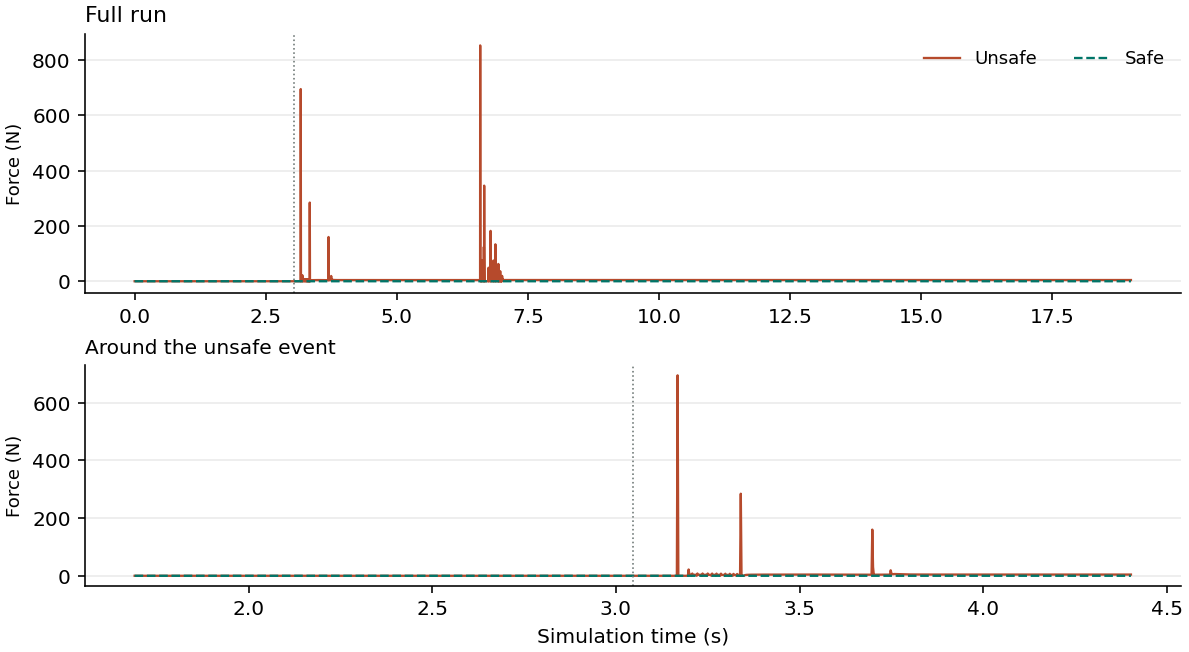 Full run
Unsafe Safe
Force (N)
800
600
400
200
0
0.0 2.5 5.0 7.5 10.0 12.5 15.0 17.5
Around the unsafe event
Force (N)
600
400
200
0
2.0 2.5 3.0 3.5 4.0 4.5
Simulation time (s)